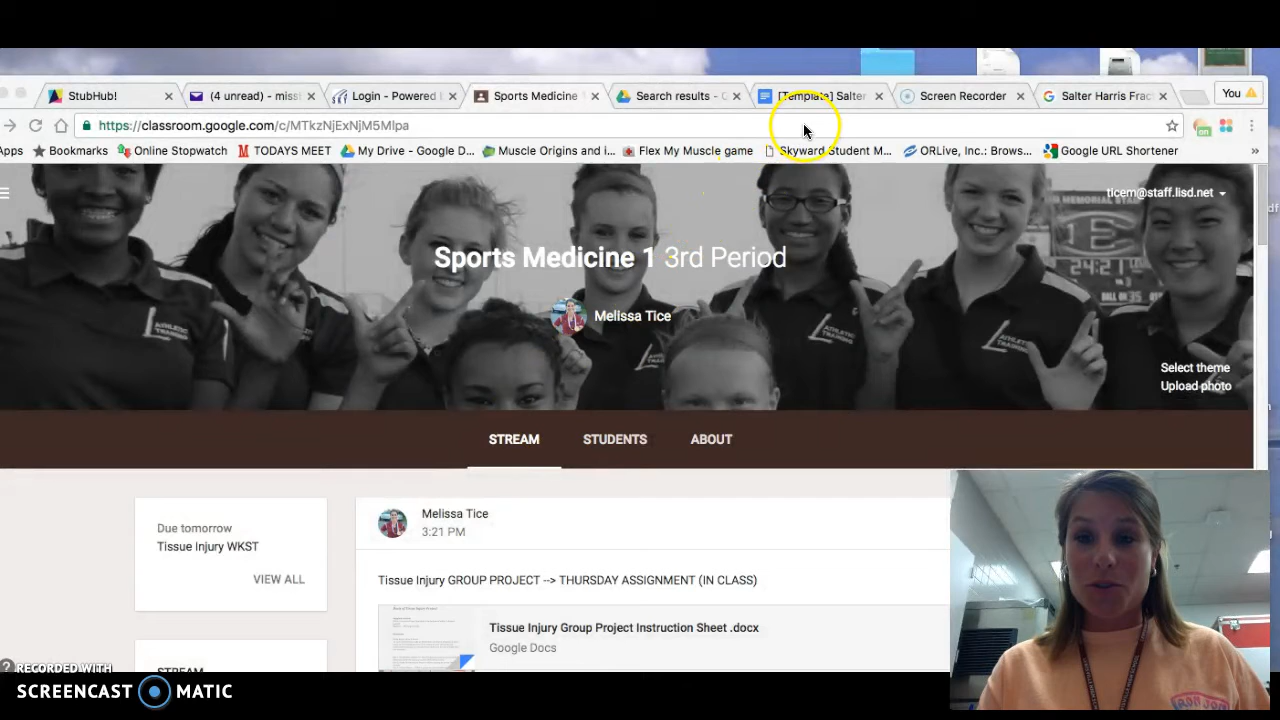 StubHub!
(4 unread) - miss
Login - Powered
Sports Medicine
Search results - G
[Template] Salter
Screen Recorder
Salter Harris Frac
You
https://classroom.google.com/c/MTkzNjExNjM5Mlpa
Apps
Bookmarks
Online Stopwatch
TODAYS MEET
My Drive - Google D...
Muscle Origins and i...
Flex My Muscle game
Skyward Student M...
ORLive, Inc.: Brows...
Google URL Shortener
»
on
ticem@staff.lisd.net
Sports Medicine 1 3rd Period
Melissa Tice
ATHLETIC
TRAINING
Select theme
Upload photo
STREAM
STUDENTS
ABOUT
Due tomorrow
Tissue Injury WKST
VIEW ALL
Melissa Tice
3:21 PM
Tissue Injury GROUP PROJECT --> THURSDAY ASSIGNMENT (IN CLASS)
Tissue Injury Group Project Instruction Sheet .docx
Google Docs
RECORDED WITH
SCREENCAST MATIC